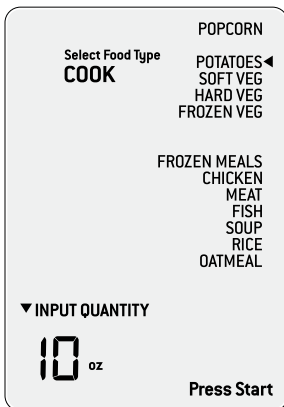 POPCORN
Select Food Type
COOK
POTATOES◀
SOFT VEG
HARD VEG
FROZEN VEG
FROZEN MEALS
CHICKEN
MEAT
FISH
SOUP
RICE
OATMEAL
▼INPUT QUANTITY
10 oz
Press Start